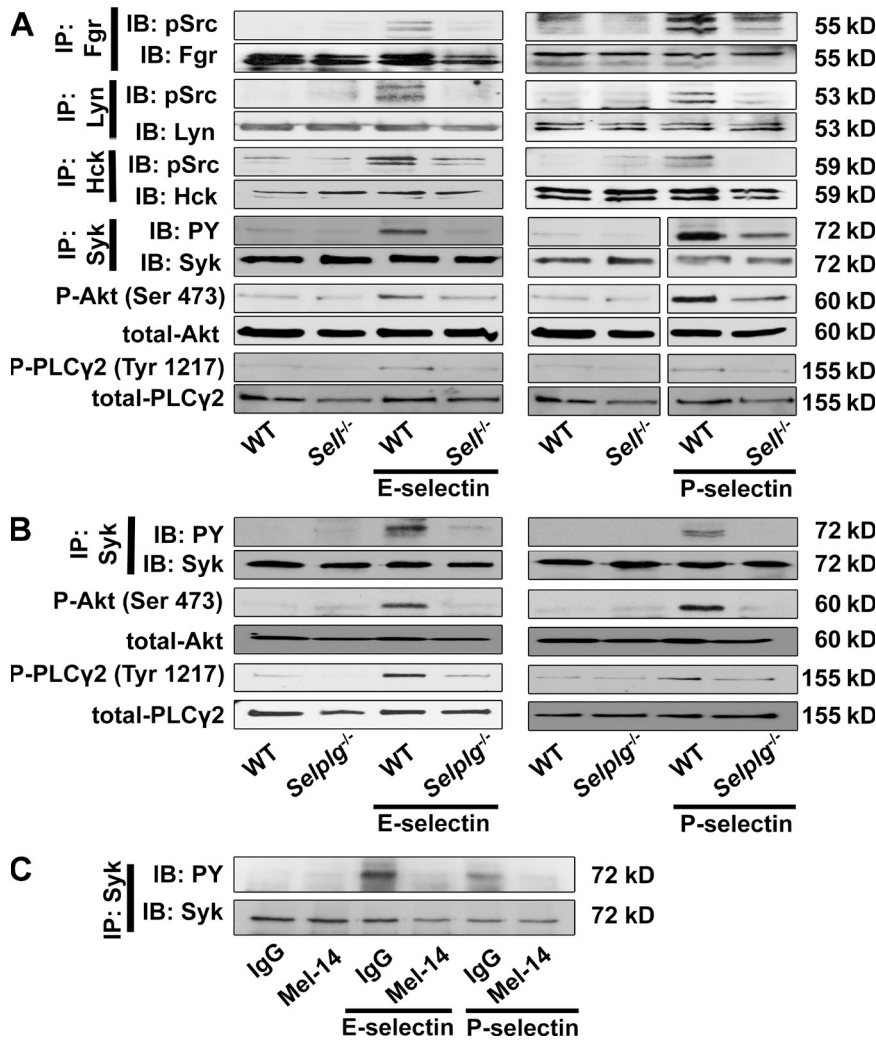 A
IP: Fgr
IB: pSrc
55 kD
IB: Fgr
55 kD
IP: Lyn
IB: pSrc
53 kD
IB: Lyn
53 kD
IP: Hck
IB: pSrc
59 kD
IB: Hck
59 kD
IP: Syk
IB: PY
72 kD
IB: Syk
72 kD
P-Akt (Ser 473)
60 kD
total-Akt
60 kD
P-PLCγ2 (Tyr 1217)
155 kD
total-PLCγ2
155 kD
WT Sell-/- WT Sell-/- WT Sell-/- WT Sell-/-
E-selectin P-selectin
B
IP: Syk
IB: PY
72 kD
IB: Syk
72 kD
P-Akt (Ser 473)
60 kD
total-Akt
60 kD
P-PLCγ2 (Tyr 1217)
155 kD
total-PLCγ2
155 kD
WT Selplg-/- WT Selplg-/- WT Selplg-/- WT Selplg-/-
E-selectin P-selectin
C
IP: Syk
IB: PY
72 kD
IB: Syk
72 kD
IgG Mel-14 IgG Mel-14 IgG Mel-14
E-selectin P-selectin